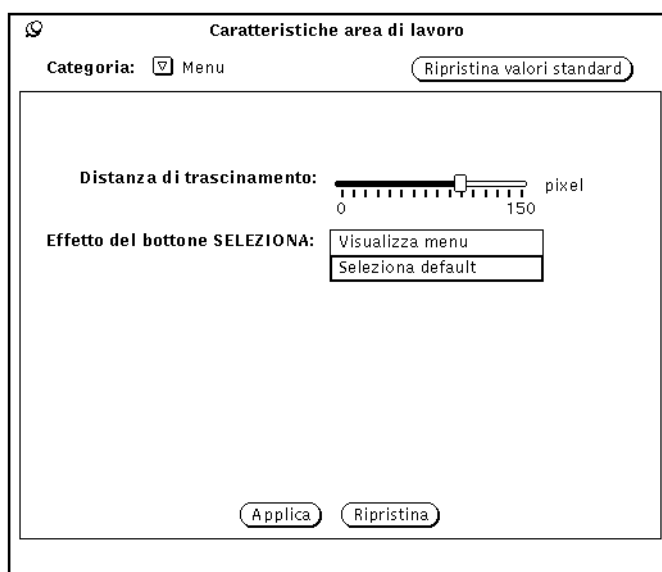 Caratteristiche area di lavoro
Categoria: Menu Ripristina valori standard
Distanza di trascinamento: pixel
0 150
Effetto del bottone SELEZIONA: Visualizza menu
Seleziona default
Applica Ripristina